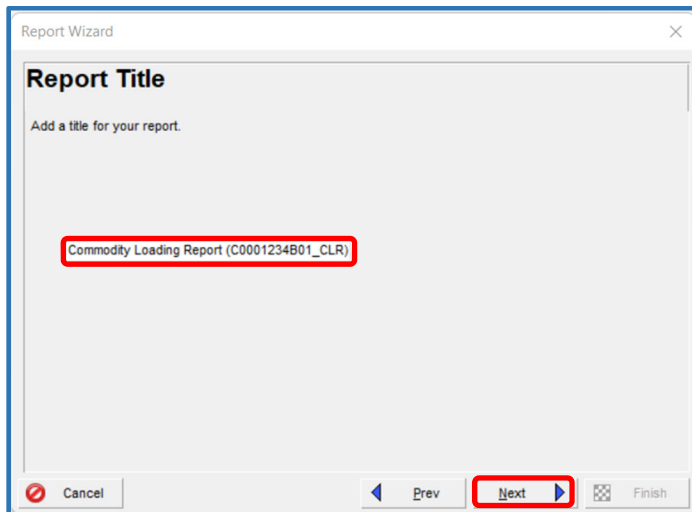 Report Wizard
Report Title
Add a title for your report.
Commodity Loading Report (C0001234B01_CLR)
Cancel
Prev
Next
Finish